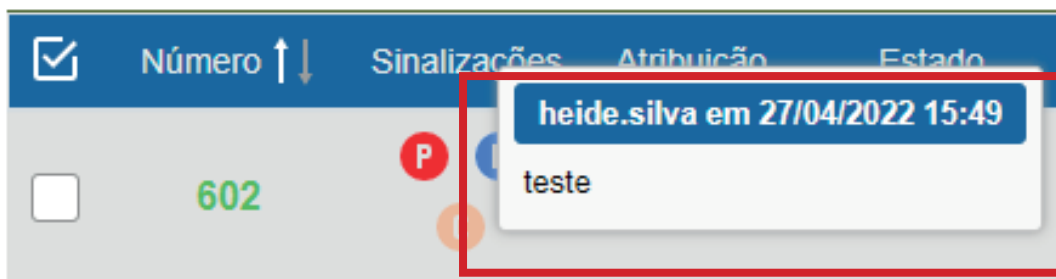 Número Sinalizações Atribuição Estado
heide.silva em 27/04/2022 15:49
P
teste
602